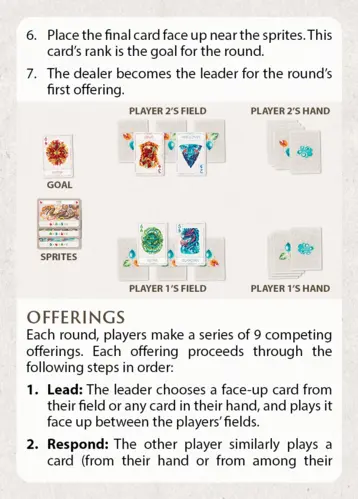 6. Place the final card face up near the sprites. This
card's rank is the goal for the round.
7. The dealer becomes the leader for the round's
first offering.
PLAYER 2'S FIELD
PLAYER 2'S HAND
GOAL
SPRITES
PLAYER 1'S FIELD
PLAYER 1'S HAND
OFFERINGS
Each round, players make a series of 9 competing
offerings. Each offering proceeds through the
following steps in order:
1. Lead: The leader chooses a face-up card from
their field or any card in their hand, and plays it
face up between the players' fields.
2. Respond: The other player similarly plays a
card (from their hand or from among their